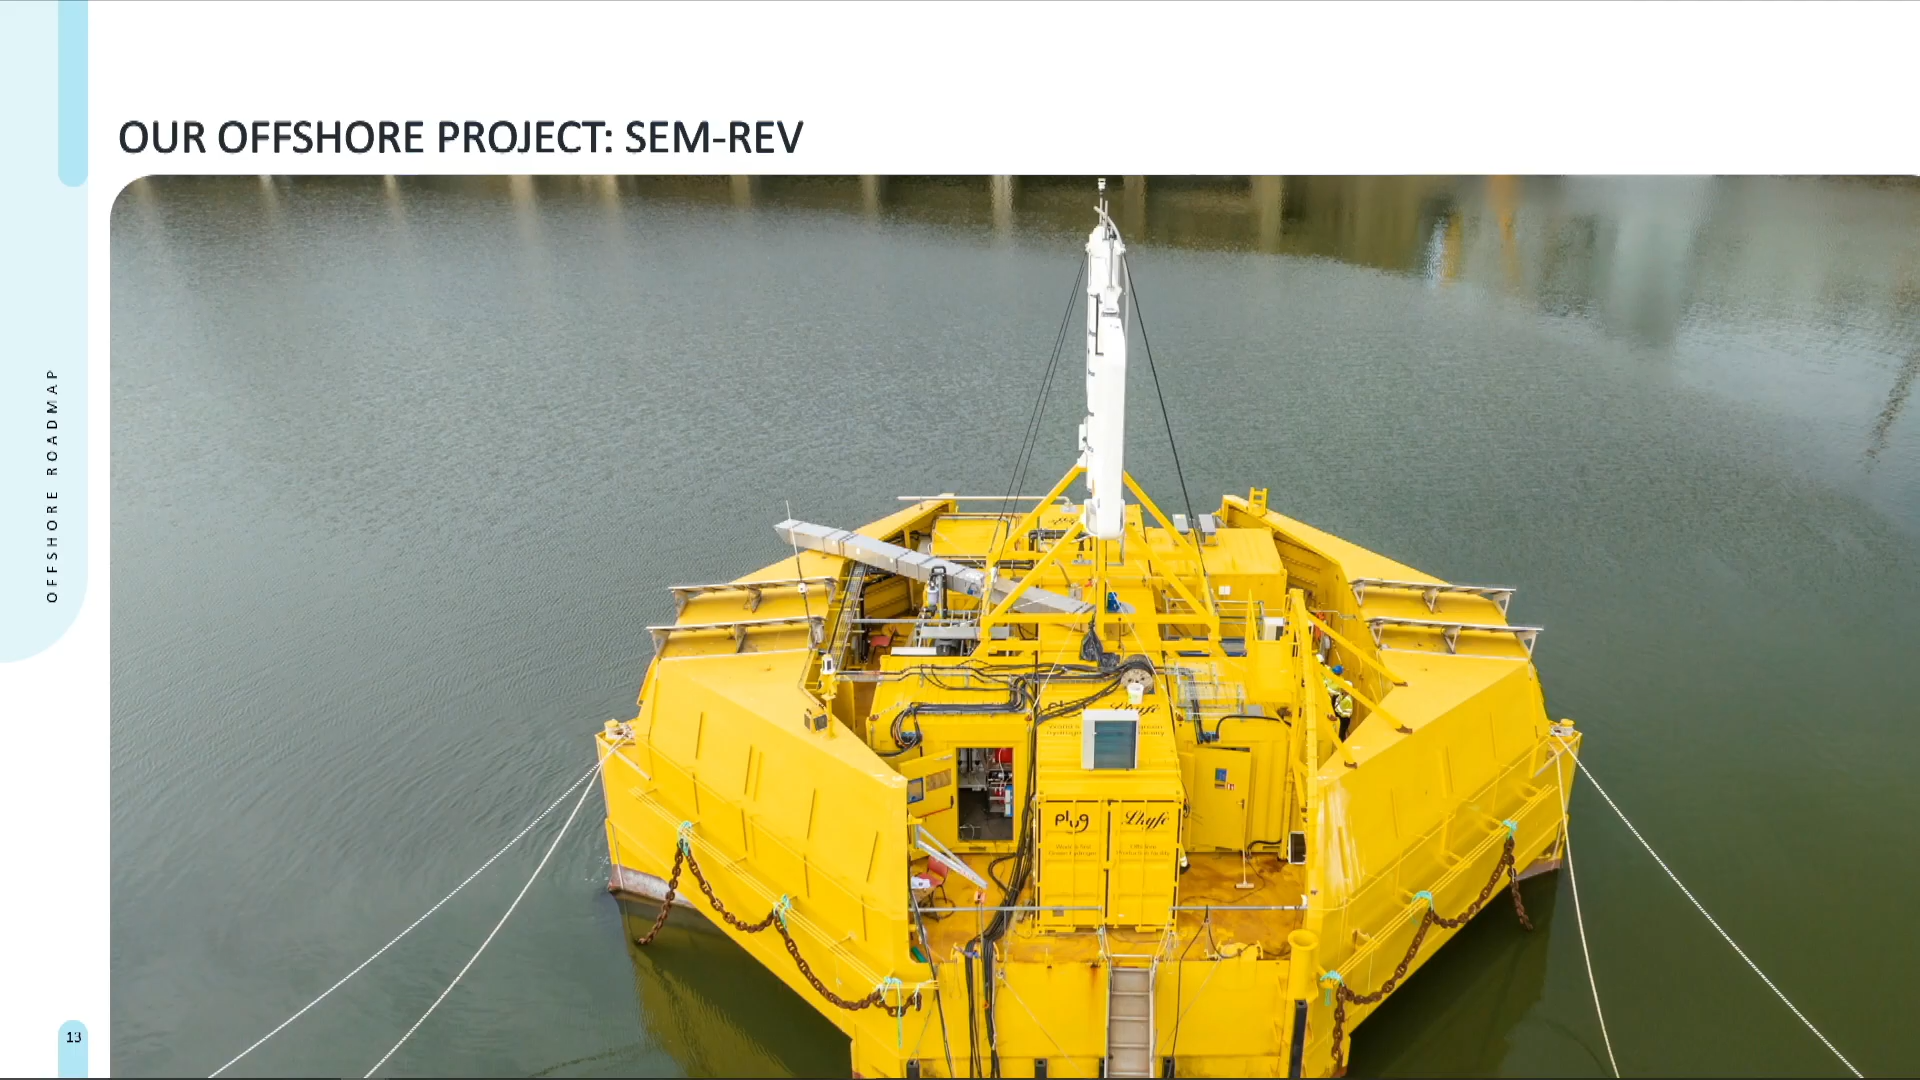 OUR OFFSHORE PROJECT: SEM-REV
OFFSHORE ROADMAP
plug
Lhyfe
13